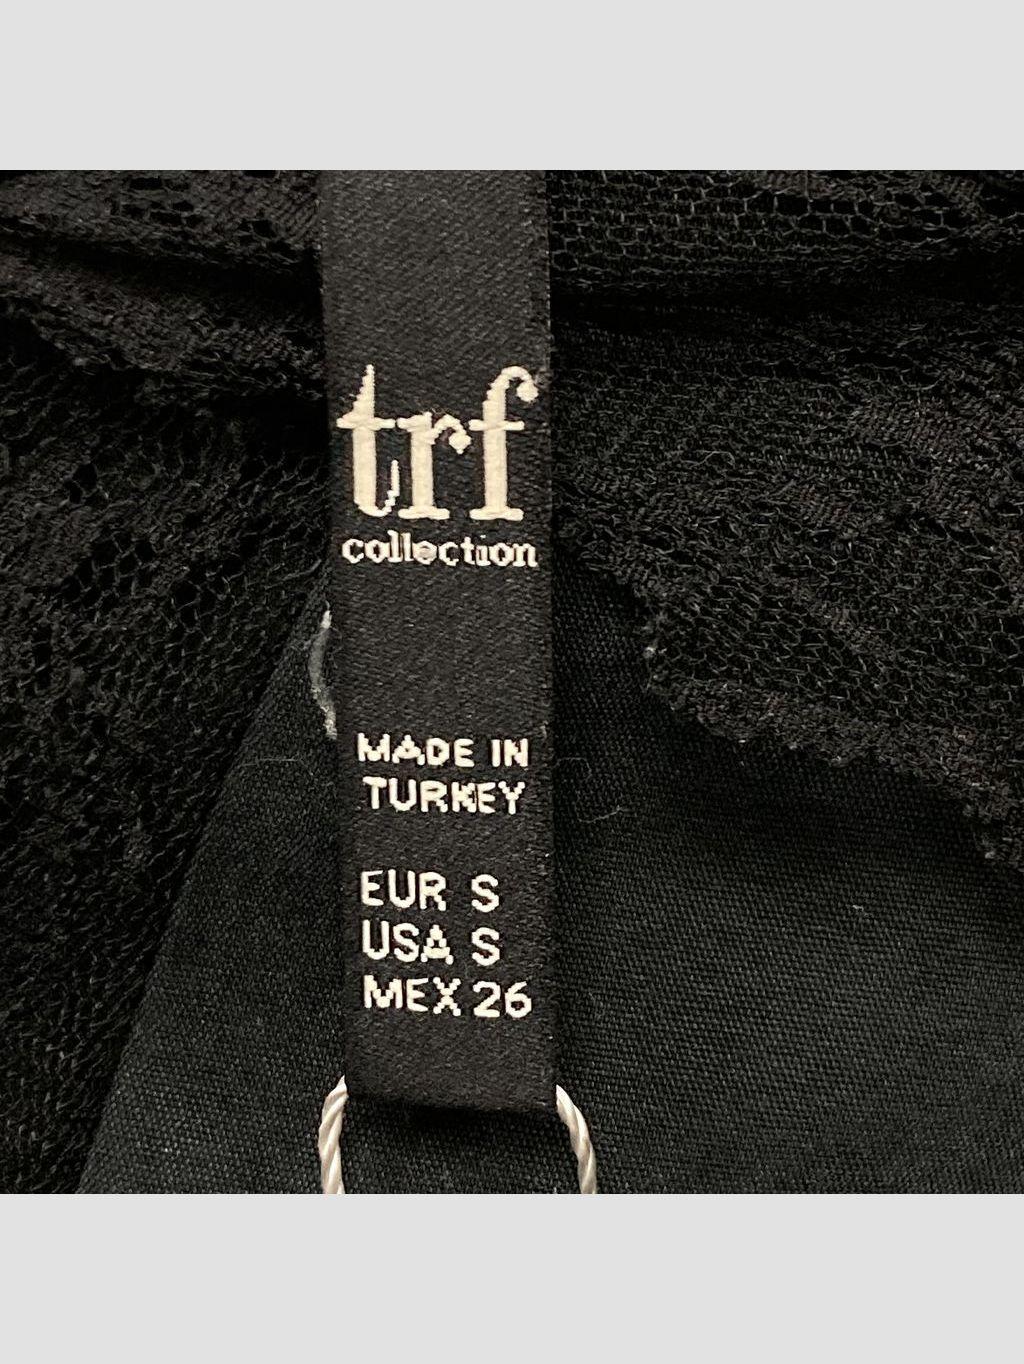 trf
collection
MADE IN
TURKEY
EUR S
USA S
MEX 26